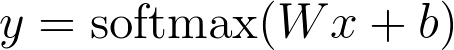 y = softmax(Wx + b)